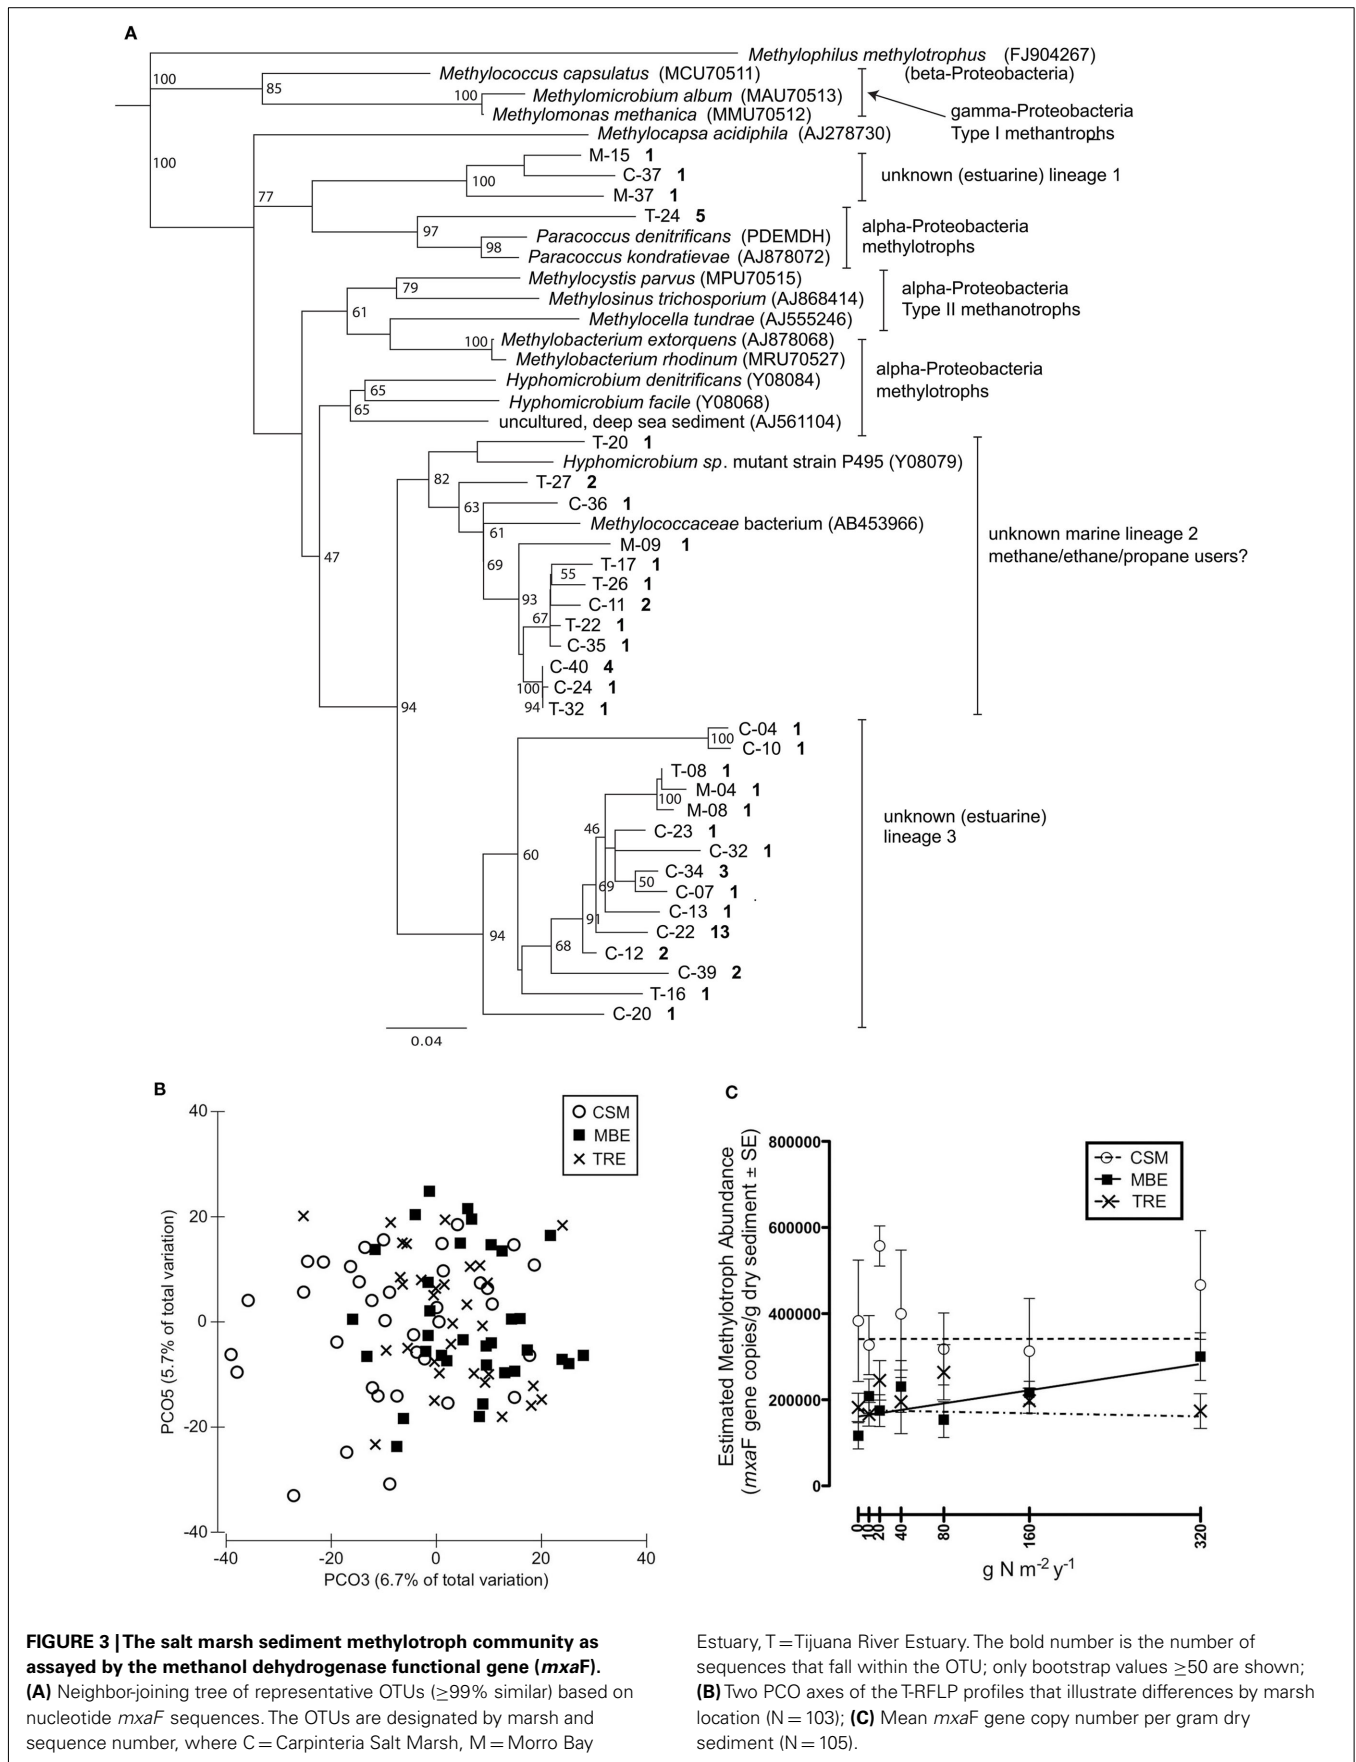 A
Methylophilus methylotrophus (FJ904267)
(beta-Proteobacteria)
100
Methylococcus capsulatus (MCU70511)
85
100
Methylomicrobium album (MAU70513)
Methylomonas methanica (MMU70512)
gamma-Proteobacteria
Type I methantrophs
Methylocapsa acidiphila (AJ278730)
100
M-15 1
C-37 1
100
M-37 1
unknown (estuarine) lineage 1
77
T-24 5
97
Paracoccus denitrificans (PDEMDH)
98
Paracoccus kondratievae (AJ878072)
alpha-Proteobacteria
methylotrophs
Methylocystis parvus (MPU70515)
79
Methylosinus trichosporium (AJ868414)
61
Methylocella tundrae (AJ555246)
alpha-Proteobacteria
Type II methanotrophs
100
Methylobacterium extorquens (AJ878068)
Methylobacterium rhodinum (MRU70527)
Hyphomicrobium denitrificans (Y08084)
65
Hyphomicrobium facile (Y08068)
65
uncultured, deep sea sediment (AJ561104)
alpha-Proteobacteria
methylotrophs
T-20 1
Hyphomicrobium sp. mutant strain P495 (Y08079)
82
T-27 2
63
C-36 1
61
Methylococcaceae bacterium (AB453966)
M-09 1
69
T-17 1
55
T-26 1
93
C-11 2
67
T-22 1
C-35 1
C-40 4
100
C-24 1
94
T-32 1
unknown marine lineage 2
methane/ethane/propane users?
47
94
C-04 1
100
C-10 1
T-08 1
M-04 1
100
M-08 1
46
C-23 1
C-32 1
60
C-34 3
69
50
C-07 1
C-13 1
91
C-22 13
94
68
C-12 2
C-39 2
T-16 1
C-20 1
unknown (estuarine)
lineage 3
0.04
B
40
20
0
-20
-40
PCO5 (5.7% of total variation)
CSM
MBE
TRE
-40 -20 0 20 40
PCO3 (6.7% of total variation)
C
Estimated Methylotroph Abundance
(mxaF gene copies/g dry sediment ± SE)
800000
600000
400000
200000
0
CSM
MBE
TRE
0 10 20 40 80 160 320
g N m-2 y-1
FIGURE 3 | The salt marsh sediment methylotroph community as
assayed by the methanol dehydrogenase functional gene (mxaF).
(A) Neighbor-joining tree of representative OTUs (≥99% similar) based on
nucleotide mxaF sequences. The OTUs are designated by marsh and
sequence number, where C = Carpinteria Salt Marsh, M = Morro Bay
Estuary, T = Tijuana River Estuary. The bold number is the number of
sequences that fall within the OTU; only bootstrap values ≥50 are shown;
(B) Two PCO axes of the T-RFLP profiles that illustrate differences by marsh
location (N = 103); (C) Mean mxaF gene copy number per gram dry
sediment (N = 105).